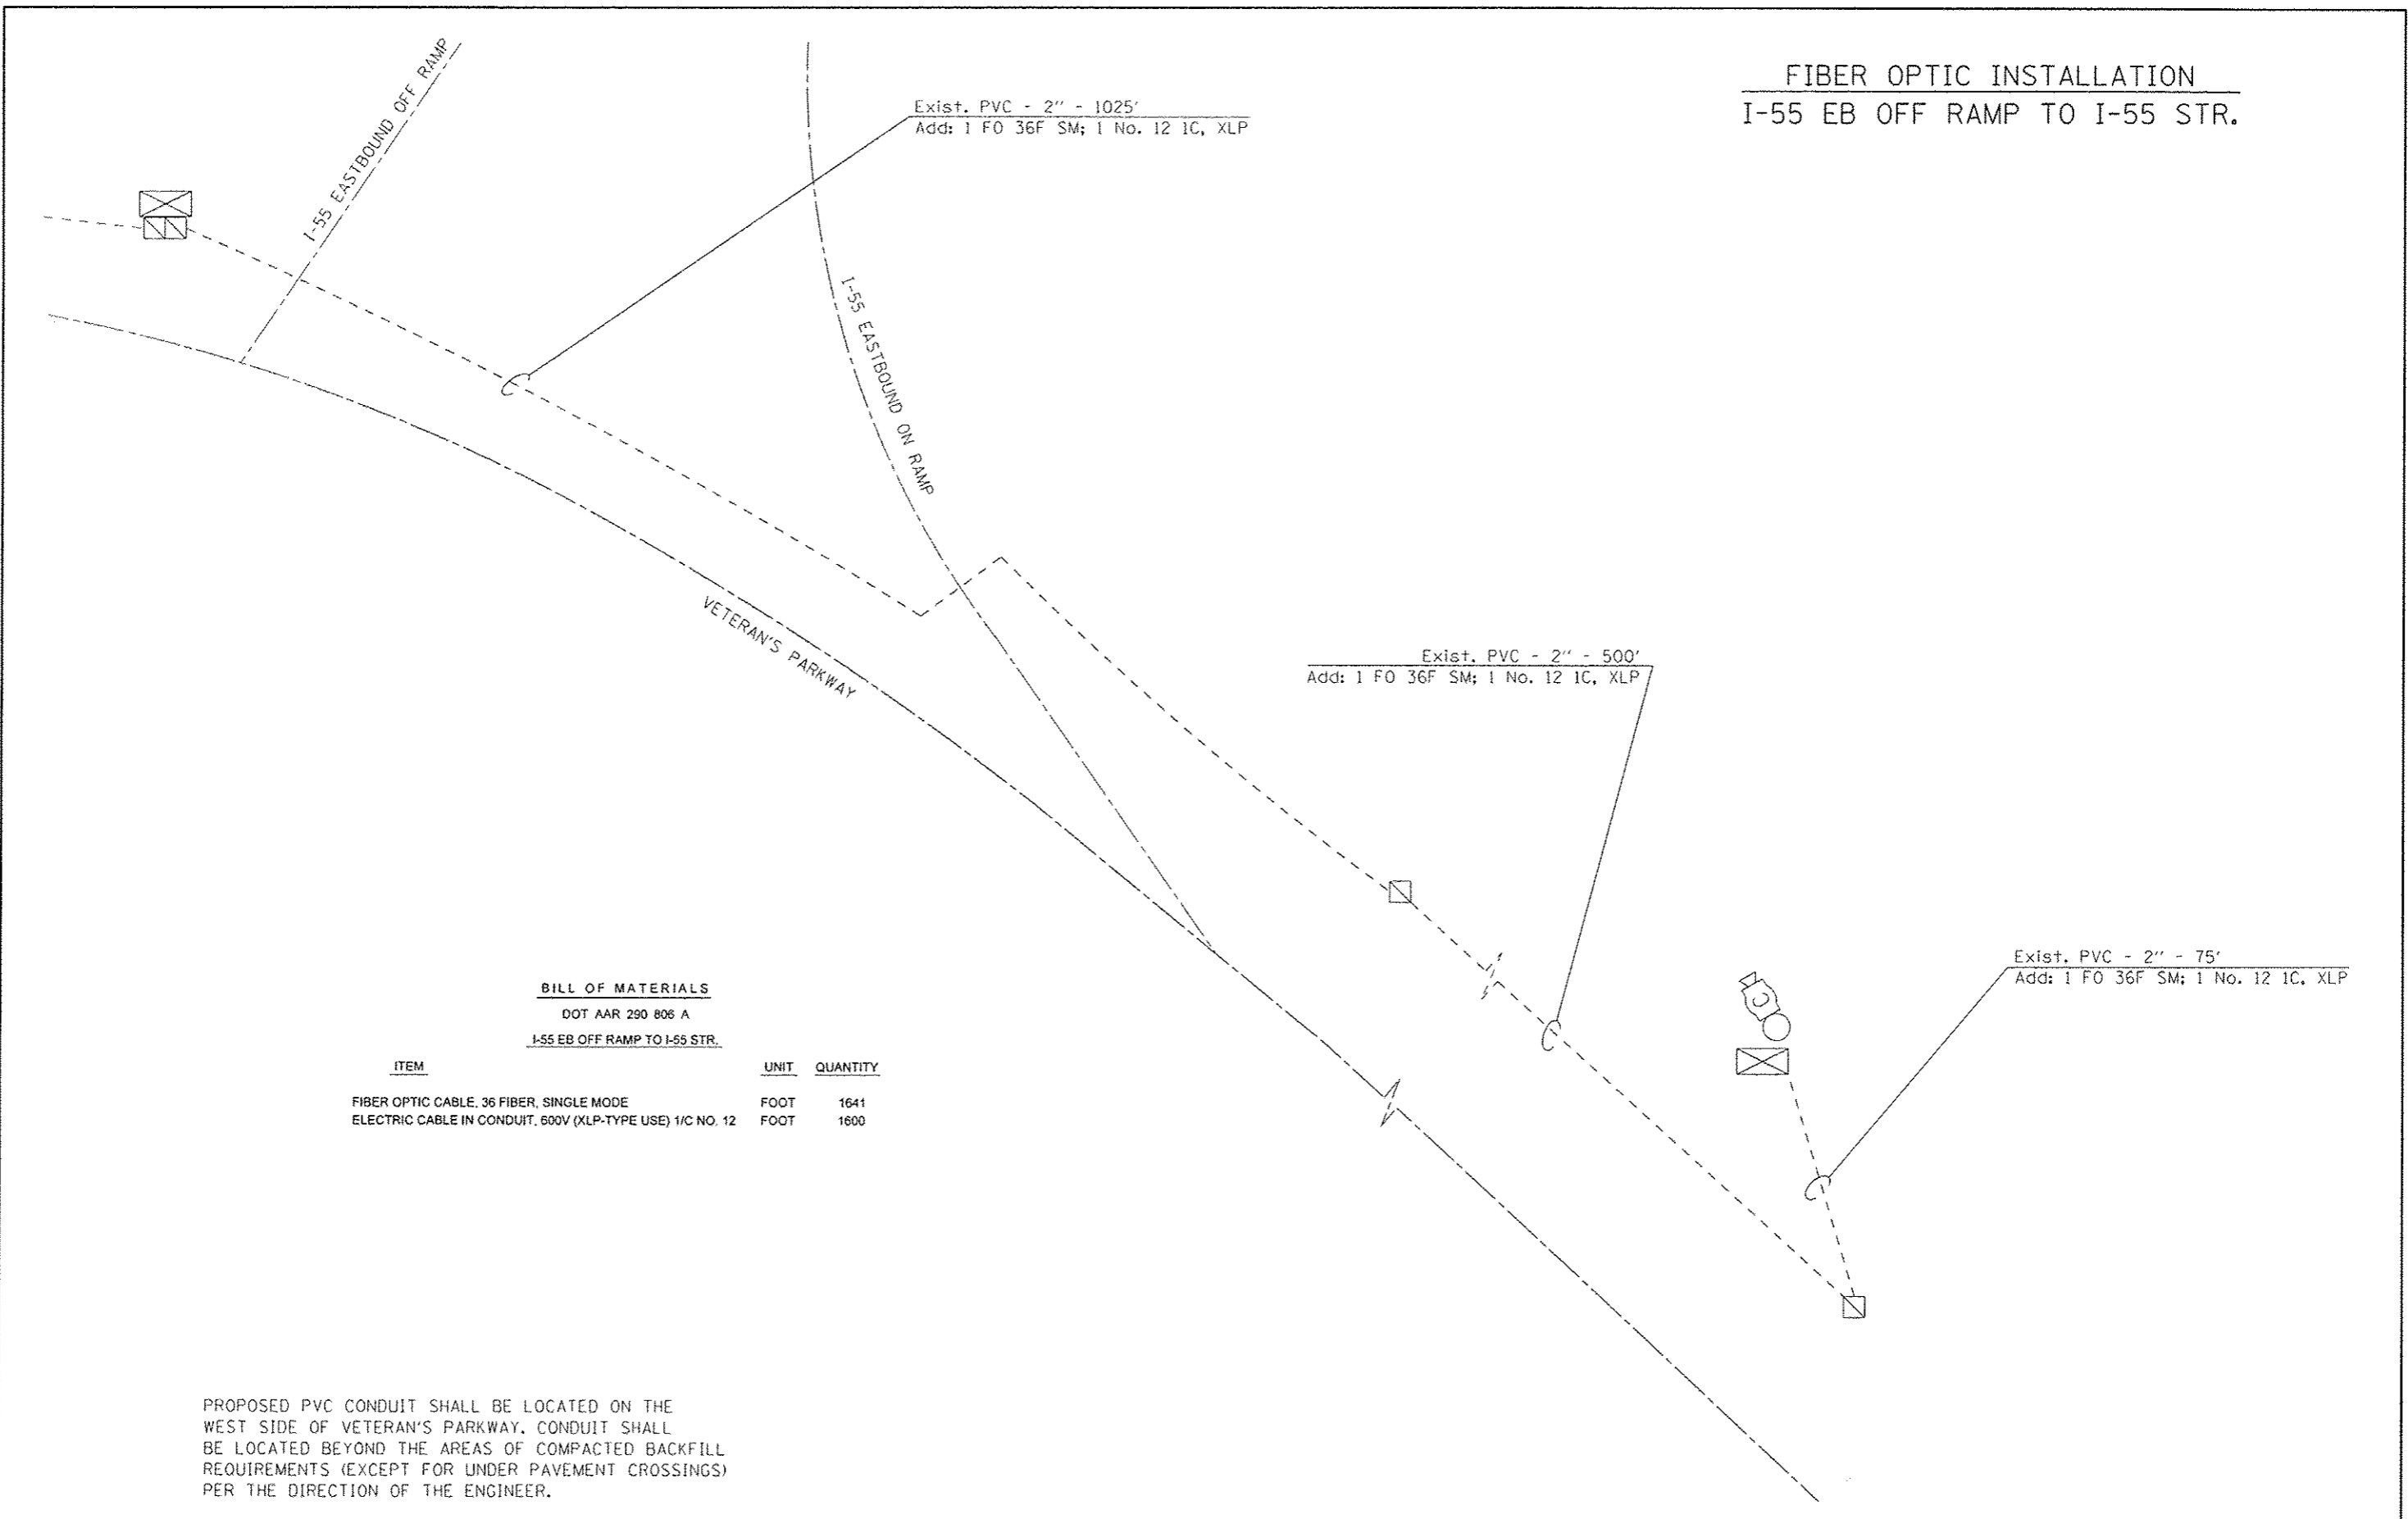 FIBER OPTIC INSTALLATION
I-55 EB OFF RAMP TO I-55 STR.
I-55 EASTBOUND OFF RAMP
Exist. PVC - 2" - 1025'
Add: 1 FO 36F SM; 1 No. 12 1C, XLP
I-55 EASTBOUND ON RAMP
VETERAN'S PARKWAY
Exist. PVC - 2" - 500'
Add: 1 FO 36F SM; 1 No. 12 1C, XLP
Exist. PVC - 2" - 75'
Add: 1 FO 36F SM; 1 No. 12 1C, XLP
C
BILL OF MATERIALS
DOT AAR 290 806 A
I-55 EB OFF RAMP TO I-55 STR.
ITEM UNIT QUANTITY
FIBER OPTIC CABLE, 36 FIBER, SINGLE MODE FOOT 1641
ELECTRIC CABLE IN CONDUIT, 600V (XLP-TYPE USE) 1/C NO. 12 FOOT 1600
PROPOSED PVC CONDUIT SHALL BE LOCATED ON THE
WEST SIDE OF VETERAN'S PARKWAY. CONDUIT SHALL
BE LOCATED BEYOND THE AREAS OF COMPACTED BACKFILL
REQUIREMENTS (EXCEPT FOR UNDER PAVEMENT CROSSINGS)
PER THE DIRECTION OF THE ENGINEER.